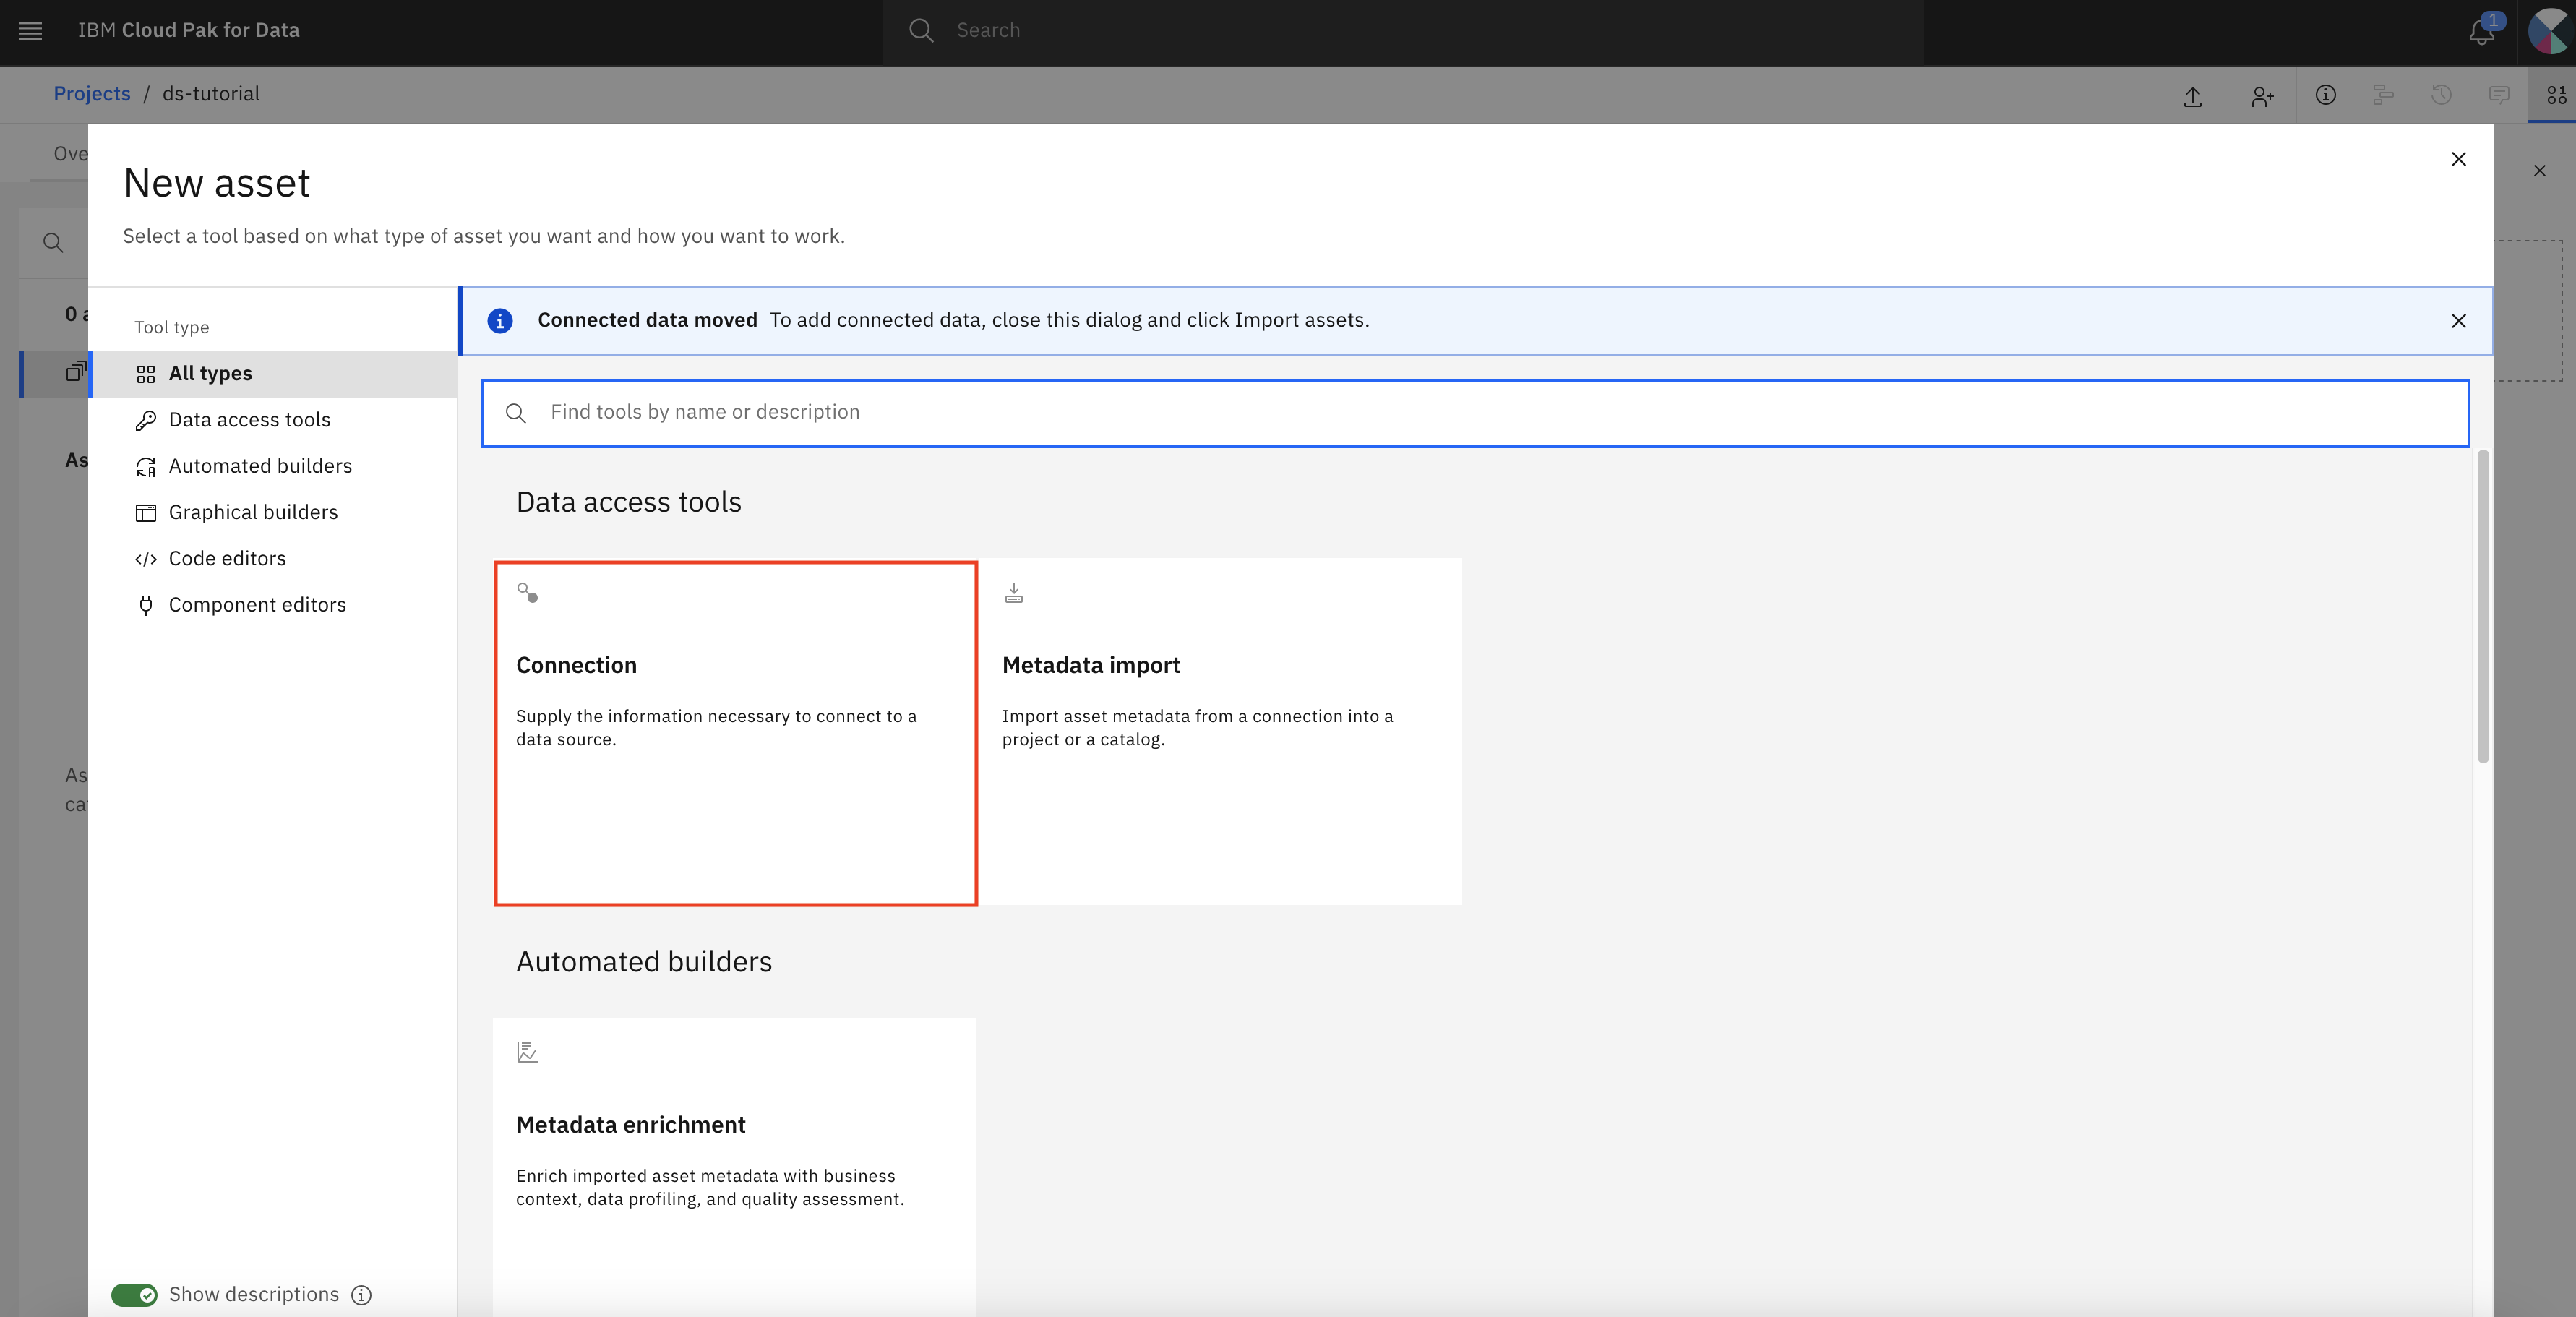 IBM Cloud Pak for Data
Search
1
Projects / ds-tutorial
Ove
New asset
Select a tool based on what type of asset you want and how you want to work.
0 a
As
As
ca
Tool type
All types
Data access tools
Automated builders
Graphical builders
Code editors
Component editors
Show descriptions
Connected data moved To add connected data, close this dialog and click Import assets.
Find tools by name or description
Data access tools
Connection
Supply the information necessary to connect to a
data source.
Metadata import
Import asset metadata from a connection into a
project or a catalog.
Automated builders
Metadata enrichment
Enrich imported asset metadata with business
context, data profiling, and quality assessment.